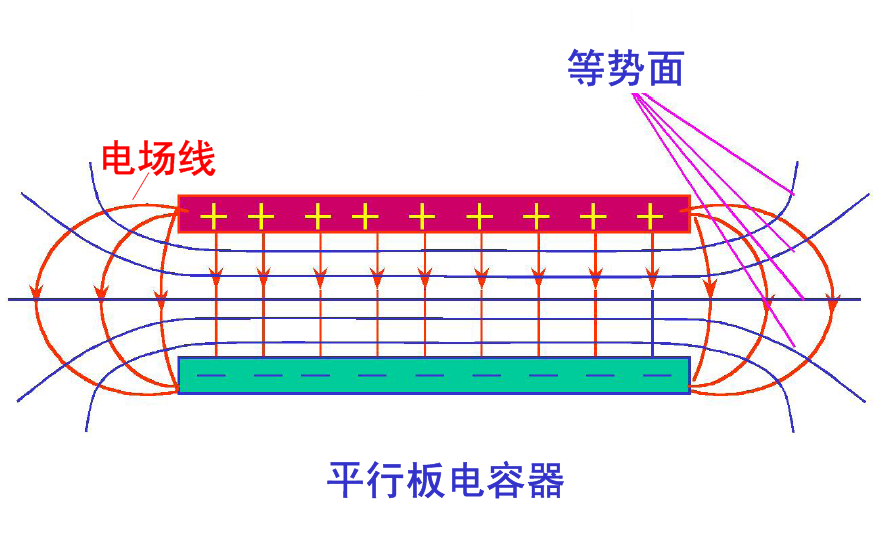 等势面
电场线
+ + + + + + + + +
− − − − − − − − −
平行板电容器